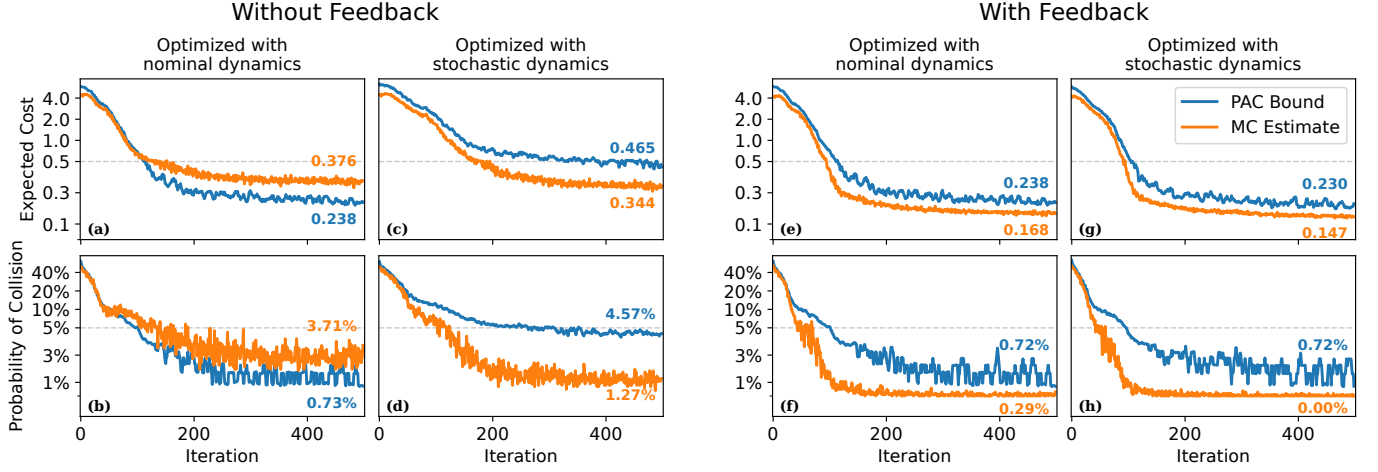 Without Feedback
With Feedback
Optimized with
nominal dynamics
Optimized with
stochastic dynamics
Optimized with
nominal dynamics
Optimized with
stochastic dynamics
Expected Cost
4.0
2.0
1.0
0.5
0.3
0.1
0.376
0.238
(a)
0.465
0.344
(c)
0.238
0.168
(e)
PAC Bound
MC Estimate
0.230
0.147
(g)
0
200
400
Probability of Collision
40%
20%
10%
5%
3%
1%
3.71%
0.73%
(b)
4.57%
1.27%
(d)
0.72%
0.29%
(f)
0.72%
0.00%
(h)
0
200
400
0
200
400
0
200
400
0
200
400
Iteration
Iteration
Iteration
Iteration